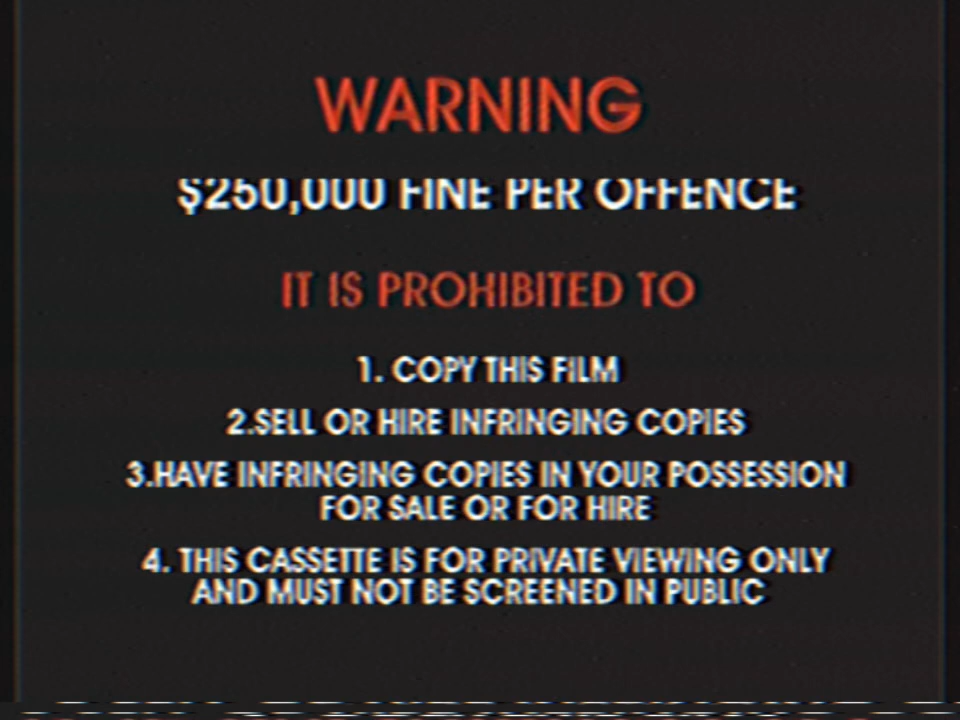 WARNING
$250,000 FINE PER OFFENCE
IT IS PROHIBITED TO
1. COPY THIS FILM
2.SELL OR HIRE INFRINGING COPIES
3.HAVE INFRINGING COPIES IN YOUR POSSESSION
FOR SALE OR FOR HIRE
4. THIS CASSETTE IS FOR PRIVATE VIEWING ONLY
AND MUST NOT BE SCREENED IN PUBLIC